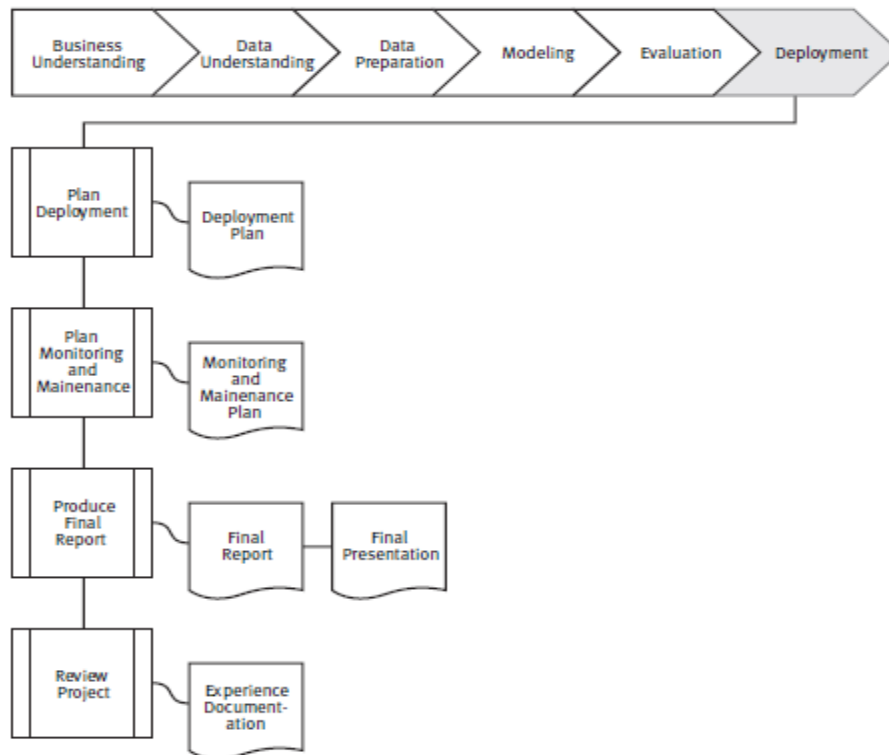 Business
Understanding
Data
Understanding
Data
Preparation
Modeling
Evaluation
Deployment
Plan
Deployment
Deployment
Plan
Plan
Monitoring
and
Mainenance
Monitoring
and
Mainenance
Plan
Produce
Final
Report
Final
Report
Final
Presentation
Review
Project
Experience
Document-
ation